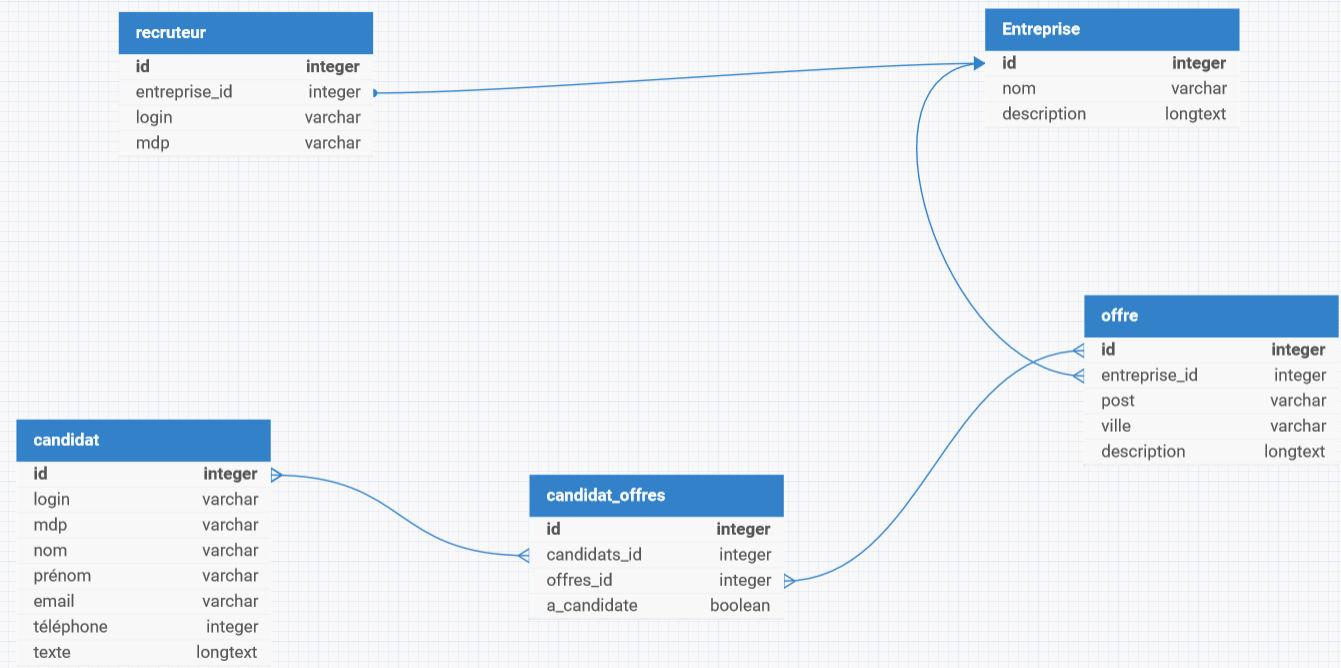 recruteur
id integer
entreprise_id integer
login varchar
mdp varchar
Entreprise
id integer
nom varchar
description longtext
offre
id integer
entreprise_id integer
post varchar
ville varchar
description longtext
candidat
id integer
login varchar
mdp varchar
nom varchar
prénom varchar
email varchar
téléphone integer
texte longtext
candidat_offres
id integer
candidats_id integer
offres_id integer
a_candidate boolean